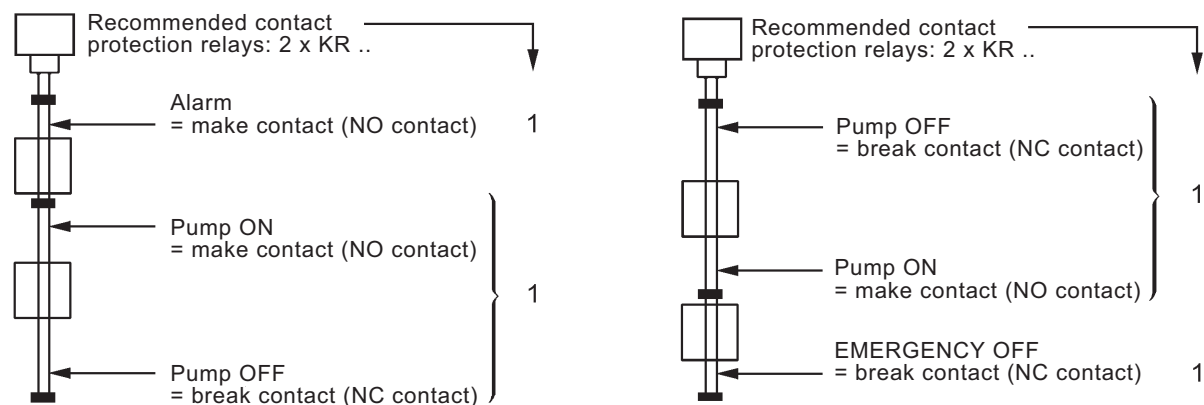 Recommended contact
protection relays: 2 x KR ..
Alarm
= make contact (NO contact)
1
Pump ON
= make contact (NO contact)
1
Pump OFF
= break contact (NC contact)
Recommended contact
protection relays: 2 x KR ..
Pump OFF
= break contact (NC contact)
1
Pump ON
= make contact (NO contact)
EMERGENCY OFF
= break contact (NC contact)
1